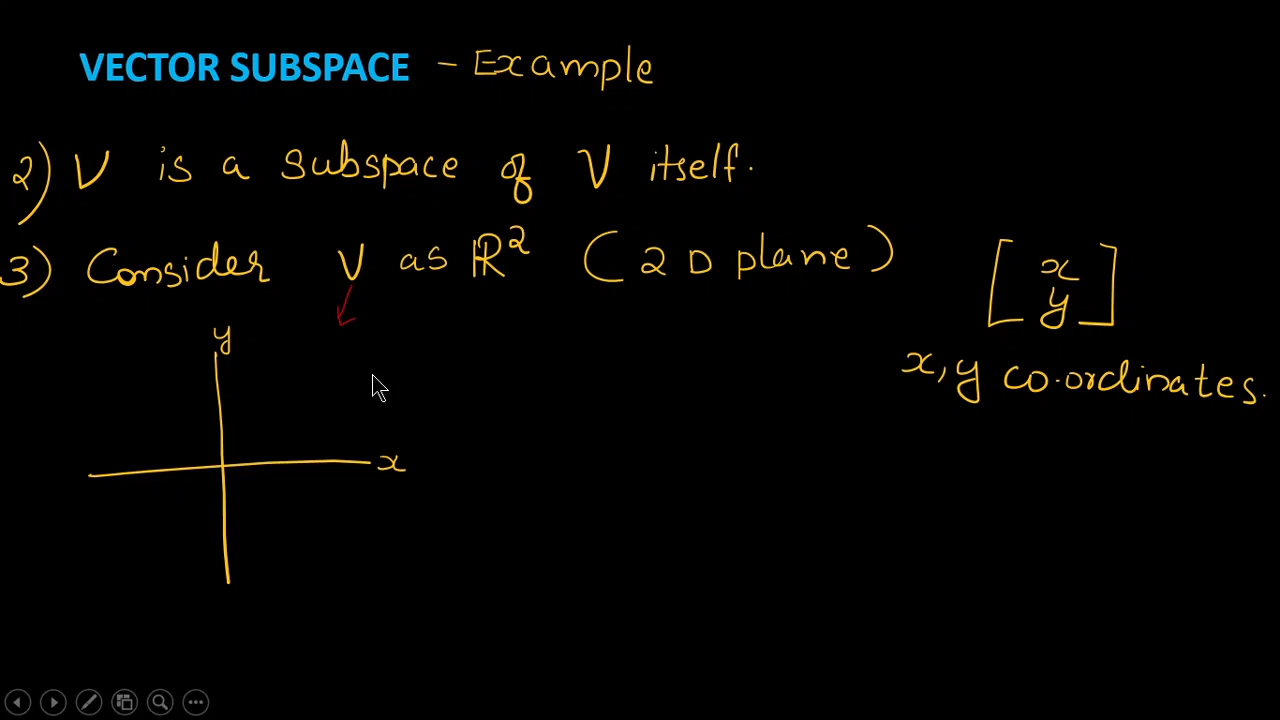 VECTOR SUBSPACE - Example
2) V is a subspace of V itself.
3) Consider V as ℝ² (2D plane)
[x
y]
x, y co.ordinates.
y
x